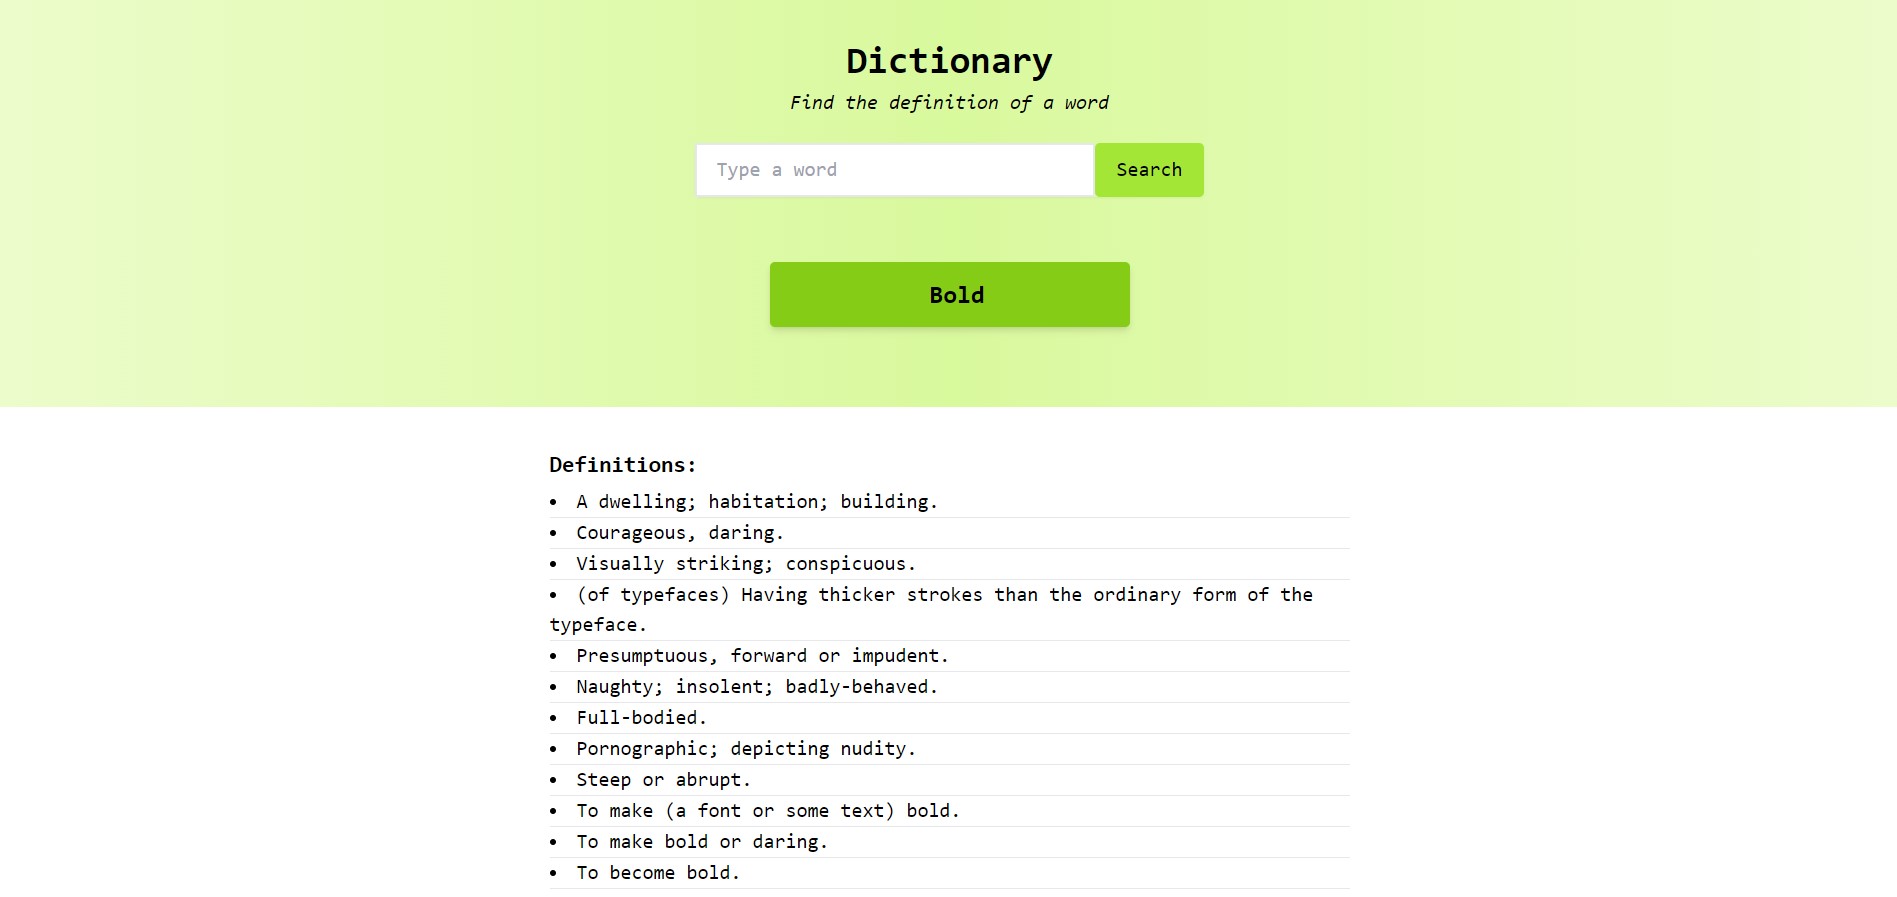 Dictionary
Find the definition of a word
Type a word
Search
Bold
Definitions:
• A dwelling; habitation; building.
• Courageous, daring.
• Visually striking; conspicuous.
• (of typefaces) Having thicker strokes than the ordinary form of the
typeface.
• Presumptuous, forward or impudent.
• Naughty; insolent; badly-behaved.
• Full-bodied.
• Pornographic; depicting nudity.
• Steep or abrupt.
• To make (a font or some text) bold.
• To make bold or daring.
• To become bold.